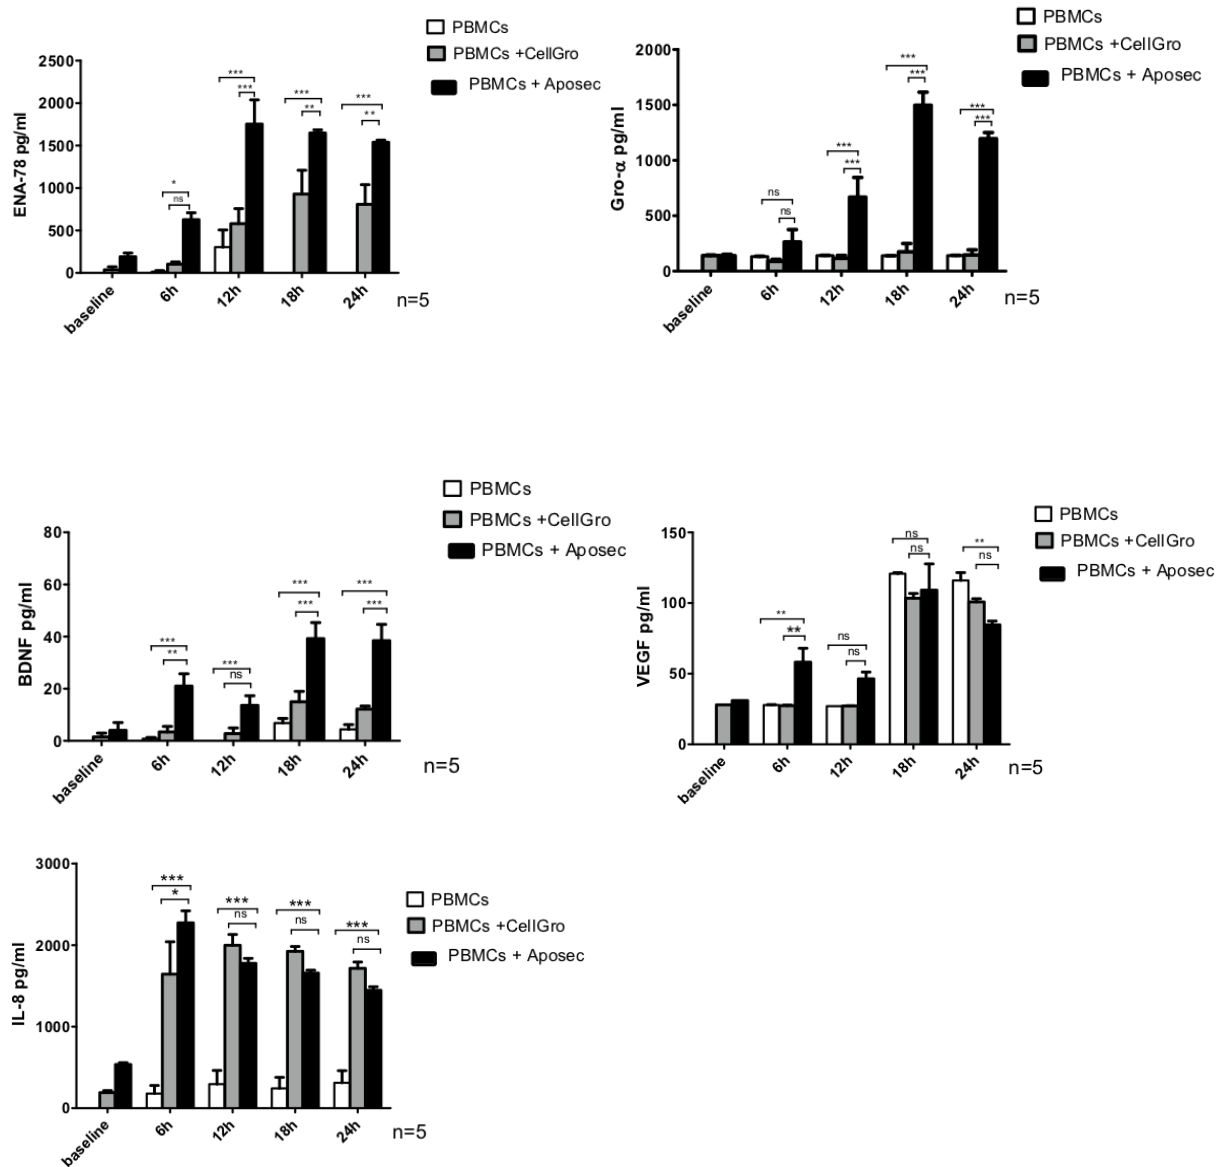 PBMCs
PBMCs +CellGro
PBMCs + Aposec
ENA-78 pg/ml
2500
2000
1500
1000
500
0
*
ns
***
***
***
**
***
**
baseline
6h
12h
18h
24h
n=5
PBMCs
PBMCs +CellGro
PBMCs + Aposec
Gro-α pg/ml
2000
1500
1000
500
0
ns
ns
***
***
***
***
***
***
baseline
6h
12h
18h
24h
n=5
PBMCs
PBMCs +CellGro
PBMCs + Aposec
BDNF pg/ml
80
60
40
20
0
***
**
***
ns
***
***
***
***
baseline
6h
12h
18h
24h
n=5
PBMCs
PBMCs +CellGro
PBMCs + Aposec
VEGF pg/ml
150
100
50
0
**
**
ns
ns
ns
ns
**
ns
baseline
6h
12h
18h
24h
n=5
PBMCs
PBMCs +CellGro
PBMCs + Aposec
IL-8 pg/ml
3000
2000
1000
0
***
*
***
ns
***
ns
***
ns
baseline
6h
12h
18h
24h
n=5